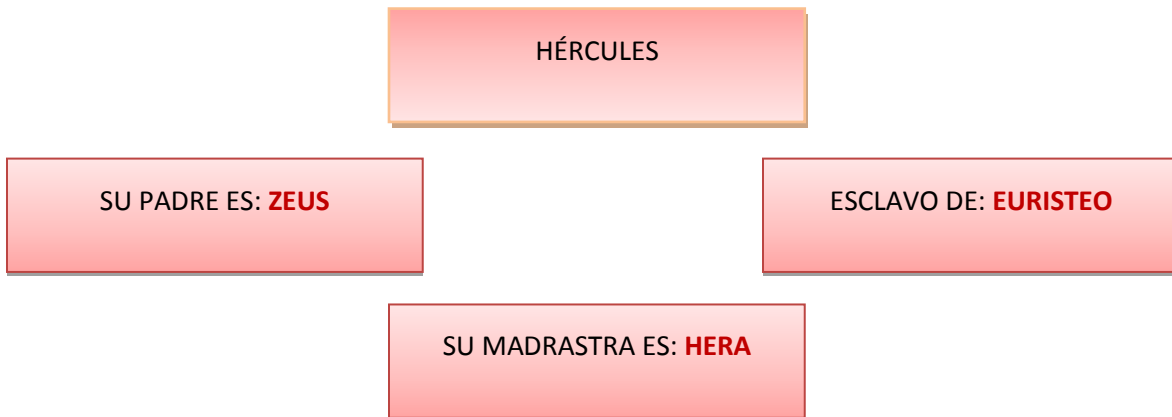 HÉRCULES
SU PADRE ES: ZEUS
ESCLAVO DE: EURISTEO
SU MADRASTRA ES: HERA